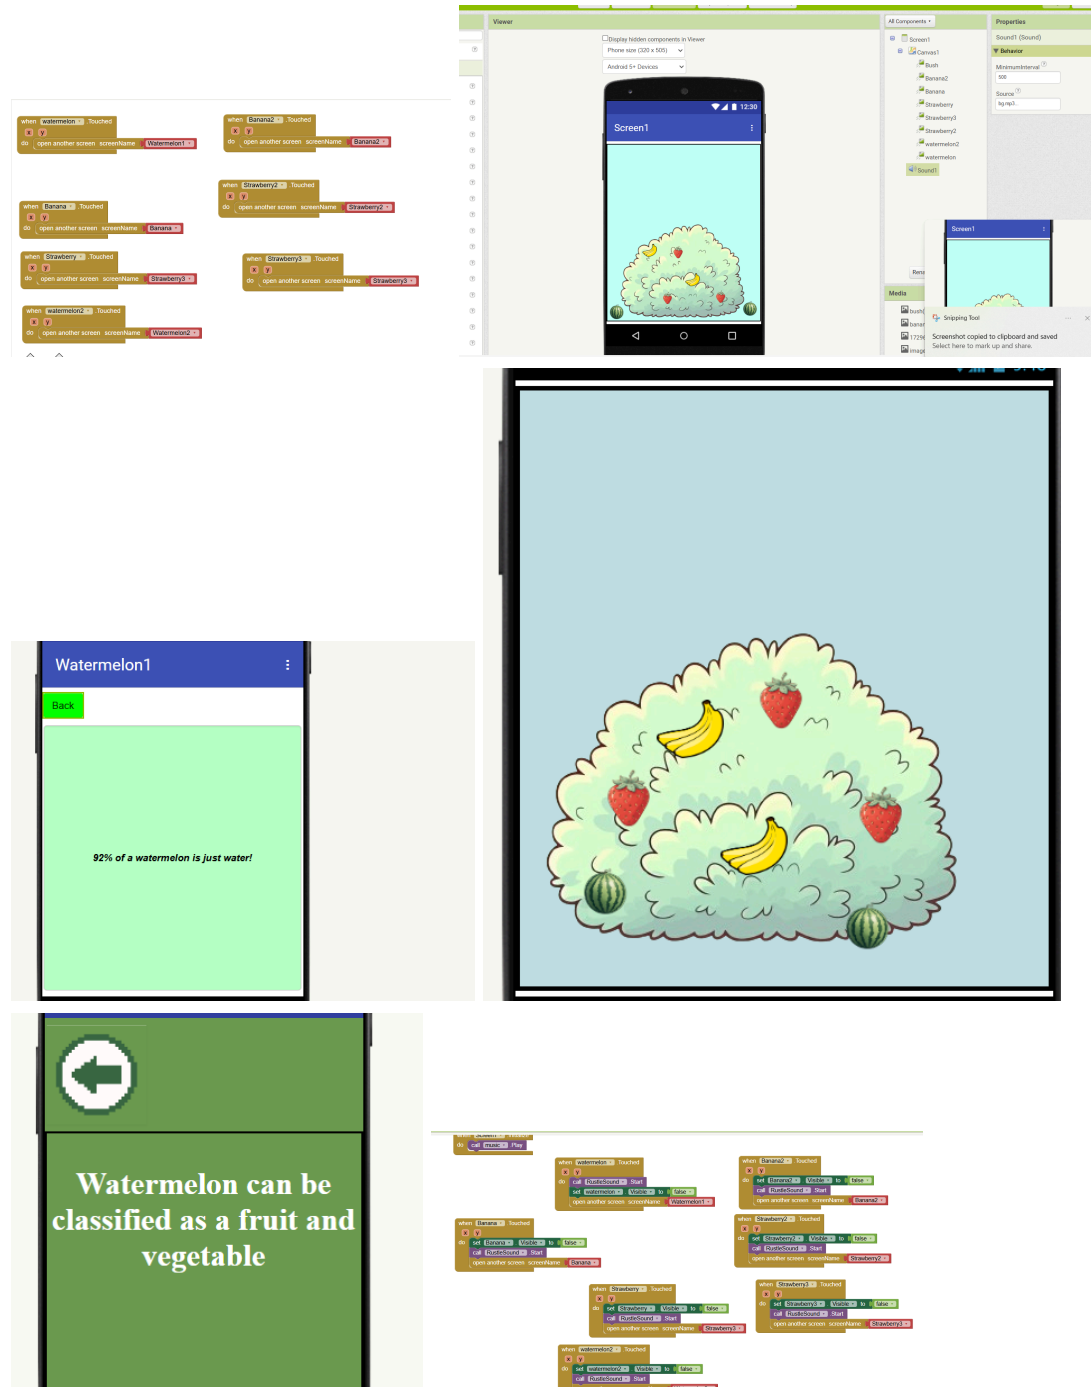 when watermelon .Touched
x y
do open another screen screenName Watermelon1
when Banana2 .Touched
x y
do open another screen screenName Banana2
when Strawberry2 .Touched
x y
do open another screen screenName Strawberry2
when Banana .Touched
x y
do open another screen screenName Banana
when Strawberry .Touched
x y
do open another screen screenName Strawberry3
when Strawberry3 .Touched
x y
do open another screen screenName Strawberry3
when watermelon2 .Touched
x y
do open another screen screenName Watermelon2
Viewer
Display hidden components in Viewer
Phone size (320 x 505)
Android 5+ Devices
12:30
Screen1
All Components
Screen1
Canvas1
Bush
Banana2
Banana
Strawberry
Strawberry3
Strawberry2
watermelon2
watermelon
Sound1
Rena
Media
bush(
banar
1729(
image
Properties
Sound1 (Sound)
Behavior
MinimumInterval
500
Source
bg.mp3...
Screen1
Snipping Tool
Screenshot copied to clipboard and saved
Select here to mark up and share.
Watermelon1
Back
92% of a watermelon is just water!
Watermelon can be
classified as a fruit and
vegetable
do call music .Play
when watermelon .Touched
x y
do call RustleSound .Start
set watermelon . Visible to false
open another screen screenName Watermelon1
when Banana2 .Touched
x y
do set Banana2 . Visible to false
call RustleSound .Start
open another screen screenName Banana2
when Banana .Touched
x y
do set Banana . Visible to false
call RustleSound .Start
open another screen screenName Banana
when Strawberry2 .Touched
x y
do set Strawberry2 . Visible to false
call RustleSound .Start
open another screen screenName Strawberry2
when Strawberry .Touched
x y
do set Strawberry . Visible to false
call RustleSound .Start
open another screen screenName Strawberry3
when Strawberry3 .Touched
x y
do set Strawberry3 . Visible to false
call RustleSound .Start
open another screen screenName Strawberry3
when watermelon2 .Touched
x y
do set watermelon2 . Visible to false
call RustleSound .Start